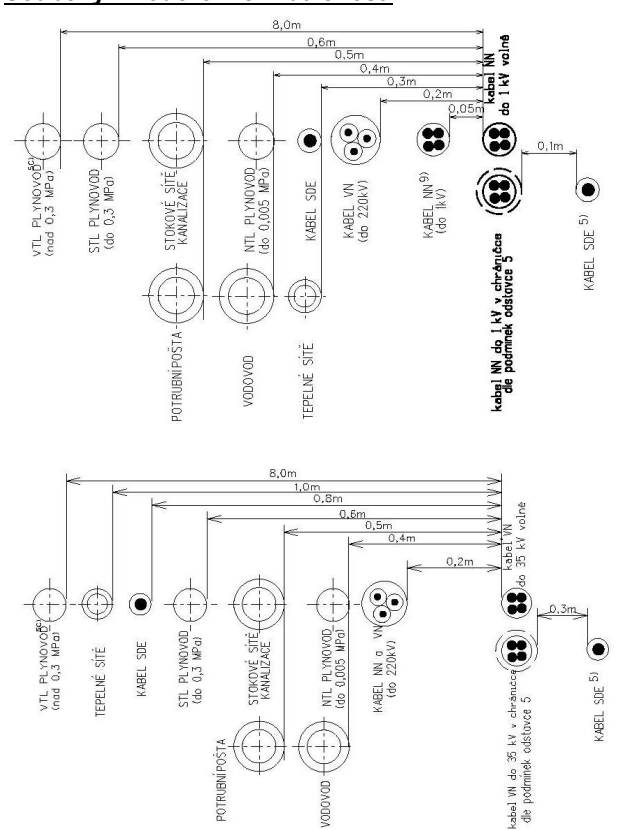 8,0m
0,6m
0,5m
0,4m
0,3m
0,2m
0,05m
kabel NN
do 1 kV volně
0,1m
VTL PLYNOVOD 5c)
(nad 0,3 MPa)
STL PLYNOVOD
(do 0,3 MPa)
STOKOVÉ SÍTĚ
KANALIZACE
NTL PLYNOVOD
(do 0,005 MPa)
KABEL SDE
KABEL VN
(do 220kV)
KABEL NN 9)
(do 1kV)
KABEL SDE 5)
POTRUBNÍ POŠTA
VODOVOD
TEPELNÉ SÍTĚ
kabel NN do 1 kV v chráničce
dle podmínek odstavce 5
8,0m
1,0m
0,8m
0,6m
0,5m
0,4m
0,2m
kabel VN
do 35 kV volně
0,3m
VTL PLYNOVOD 5c)
(nad 0,3 MPa)
TEPELNÉ SÍTĚ
KABEL SDE
STL PLYNOVOD
(do 0,3 MPa)
STOKOVÉ SÍTĚ
KANALIZACE
NTL PLYNOVOD
(do 0,005 MPa)
KABEL NN a VN
(do 220kV)
KABEL SDE 5)
POTRUBNÍ POŠTA
VODOVOD
kabel VN do 35 kV v chráničce
dle podmínek odstavce 5